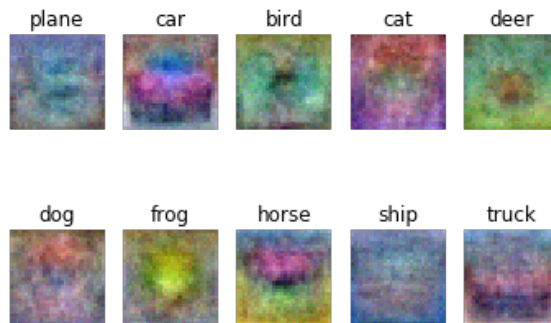 plane car bird cat deer
dog frog horse ship truck